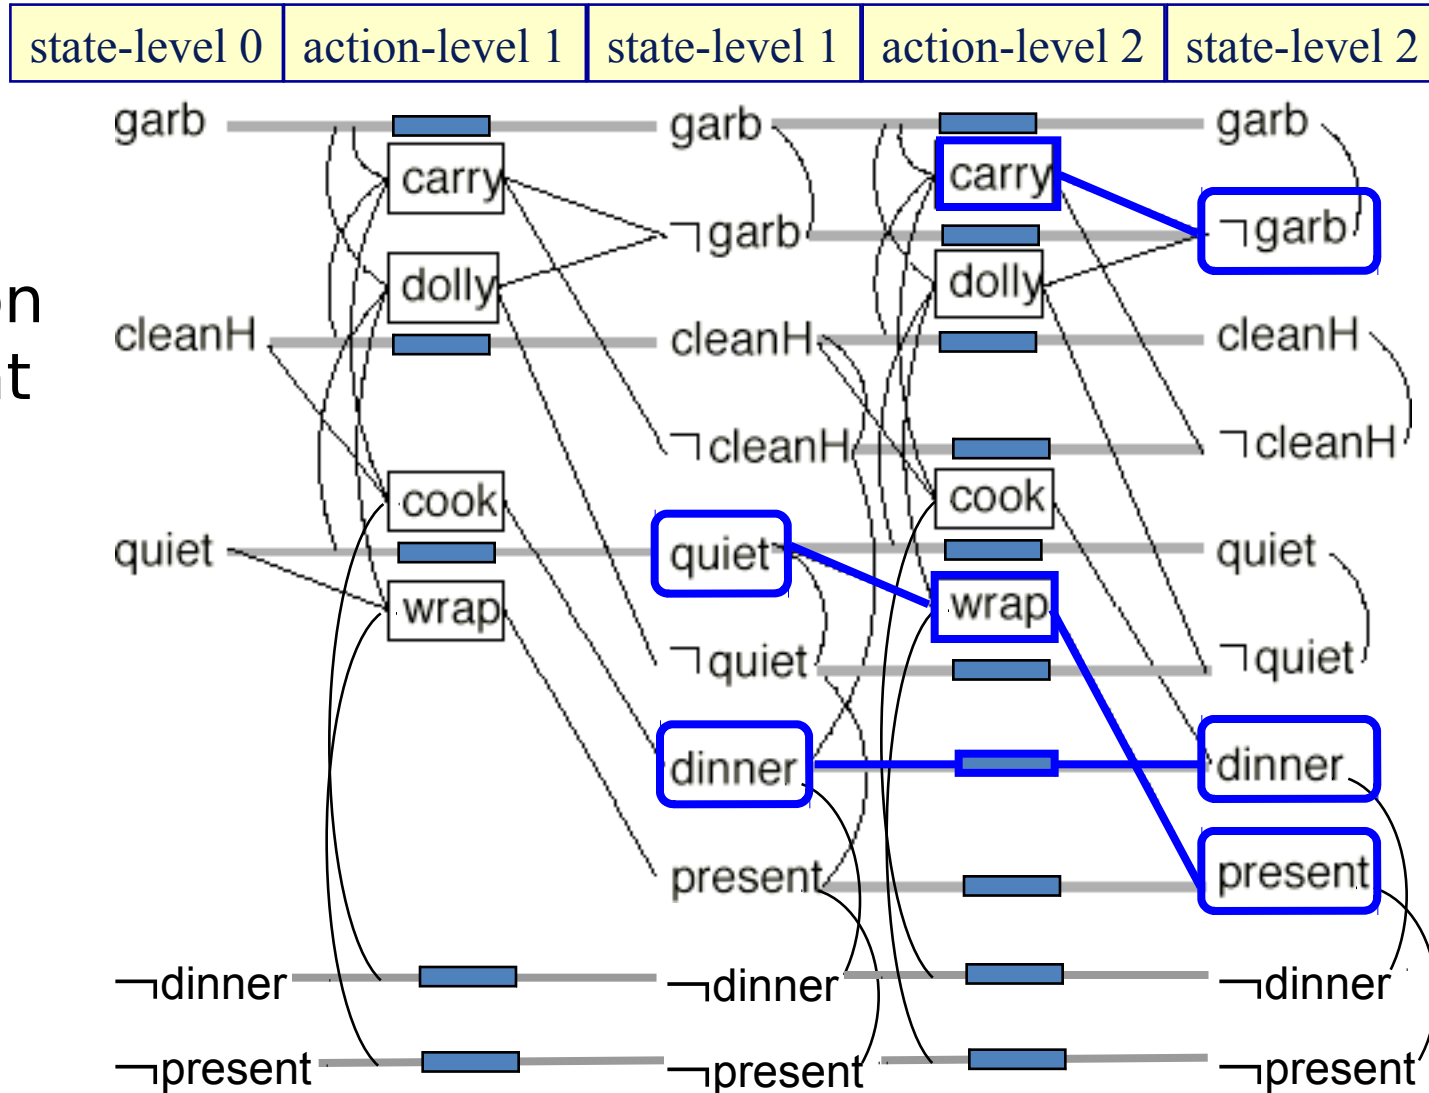 state-level 0 action-level 1 state-level 1 action-level 2 state-level 2
garb garb garb
carry carry
¬garb ¬garb
dolly dolly
on
cleanH cleanH cleanH
nt
¬cleanH ¬cleanH
cook cook
quiet quiet quiet
wrap wrap
¬quiet ¬quiet
dinner dinner
present present
¬dinner ¬dinner ¬dinner
¬present ¬present ¬present